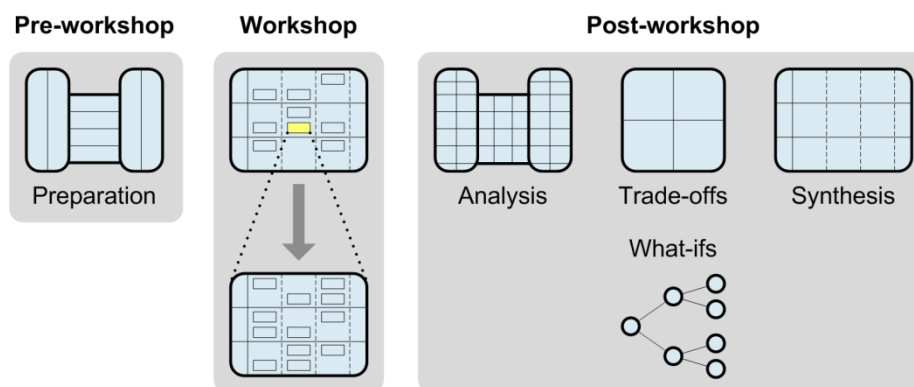 Pre-workshop
Workshop
Post-workshop
Preparation
Analysis
Trade-offs
Synthesis
What-ifs